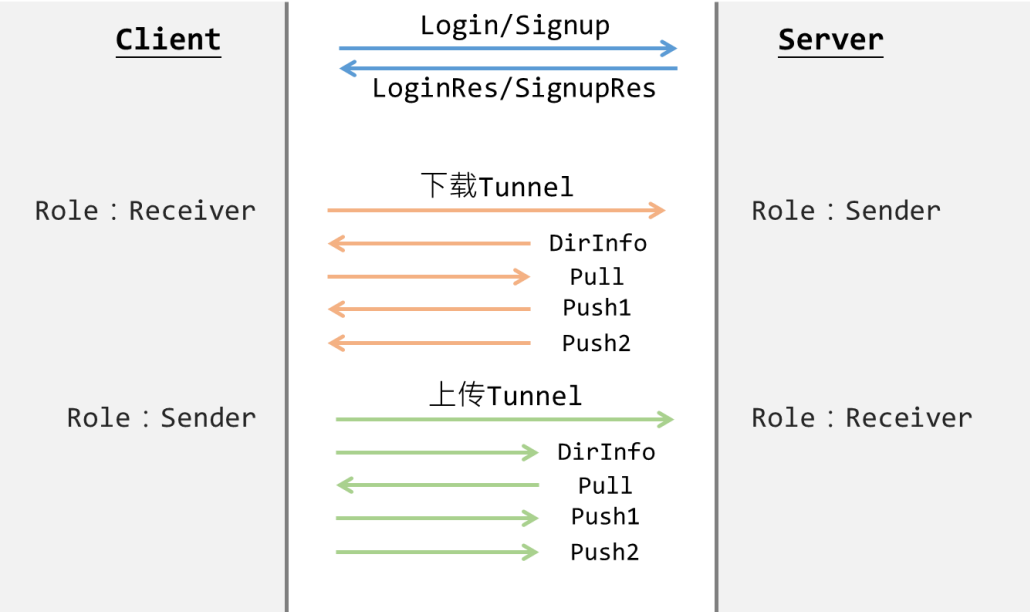 Client
Login/Signup
Server
LoginRes/SignupRes
下载Tunnel
Role：Receiver
Role：Sender
DirInfo
Pull
Push1
Push2
上传Tunnel
Role：Sender
Role：Receiver
DirInfo
Pull
Push1
Push2